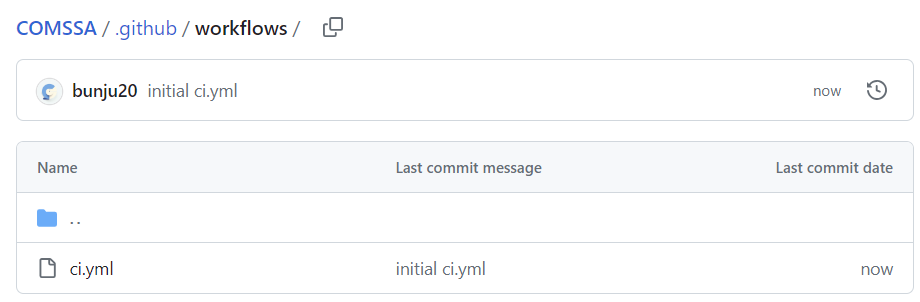 COMSSA / .github / workflows /
bunju20 initial ci.yml now
Name Last commit message Last commit date
..
ci.yml initial ci.yml now